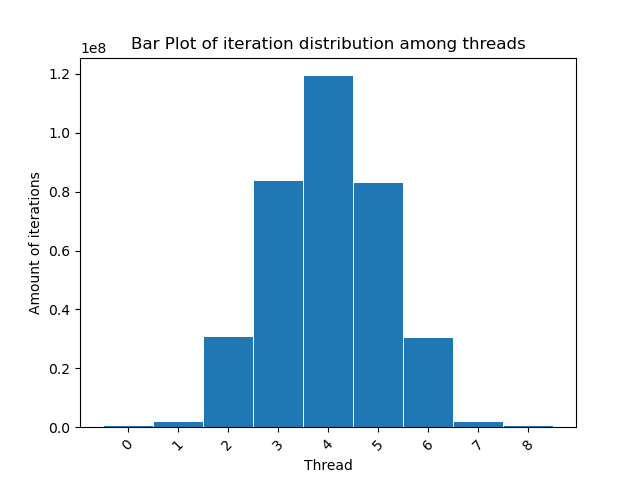 Bar Plot of iteration distribution among threads
1e8
1.2
1.0
0.8
0.6
0.4
0.2
0.0
Amount of iterations
0 1 2 3 4 5 6 7 8
Thread